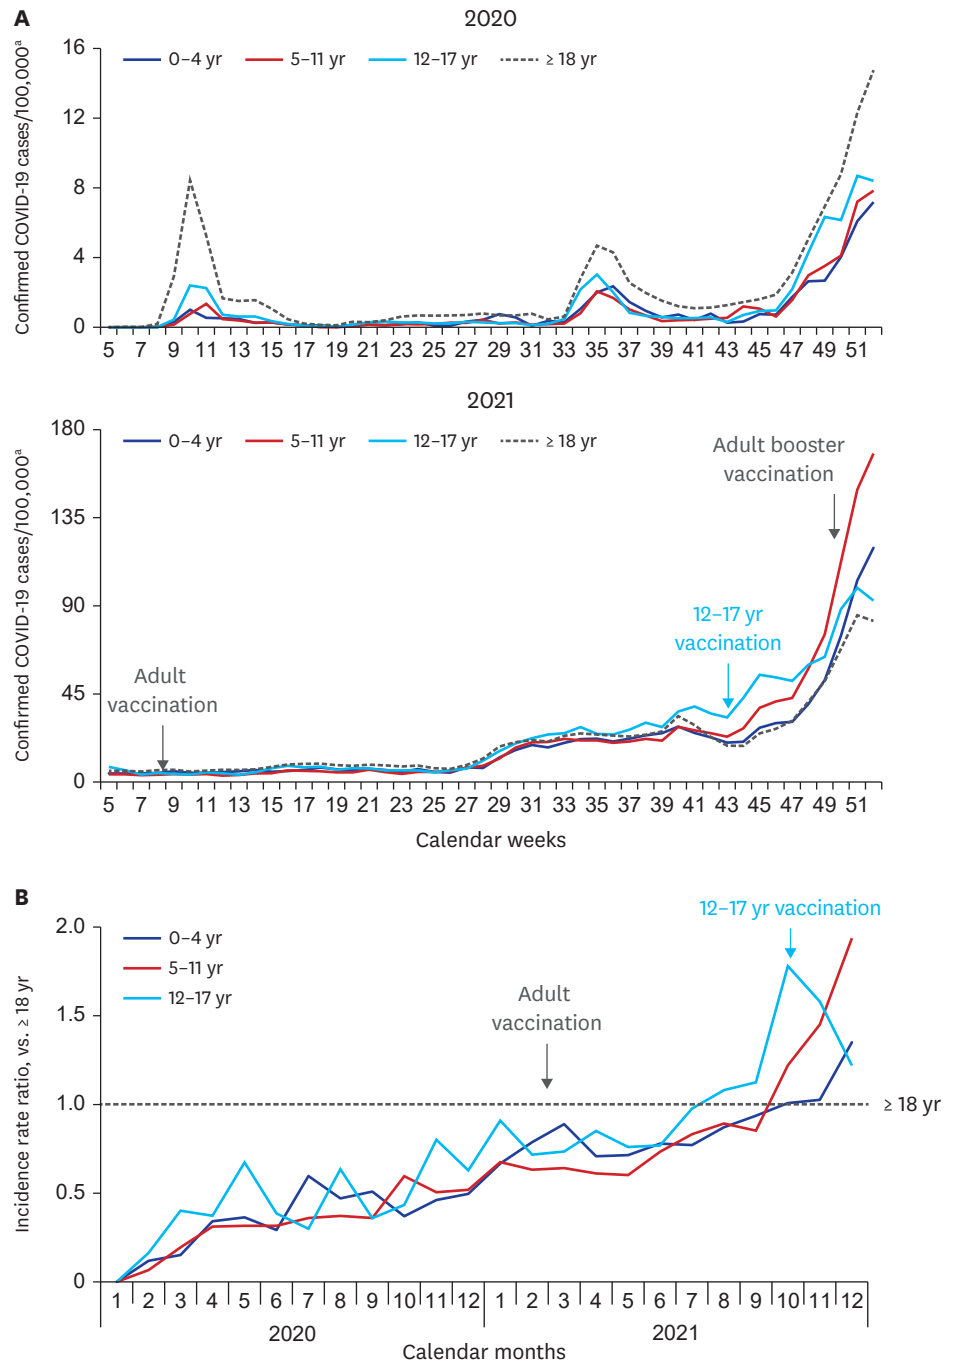 A
2020
Confirmed COVID-19 cases/100,000ª
16
12
8
4
0
0–4 yr
5–11 yr
12–17 yr
≥ 18 yr
5 7 9 11 13 15 17 19 21 23 25 27 29 31 33 35 37 39 41 43 45 47 49 51
2021
Confirmed COVID-19 cases/100,000ª
180
135
90
45
0
0–4 yr
5–11 yr
12–17 yr
≥ 18 yr
Adult booster
vaccination
12–17 yr
vaccination
Adult
vaccination
5 7 9 11 13 15 17 19 21 23 25 27 29 31 33 35 37 39 41 43 45 47 49 51
Calendar weeks
B
Incidence rate ratio, vs. ≥ 18 yr
2.0
1.5
1.0
0.5
0
0–4 yr
5–11 yr
12–17 yr
12–17 yr vaccination
Adult
vaccination
≥ 18 yr
1 2 3 4 5 6 7 8 9 10 11 12 1 2 3 4 5 6 7 8 9 10 11 12
2020 2021
Calendar months